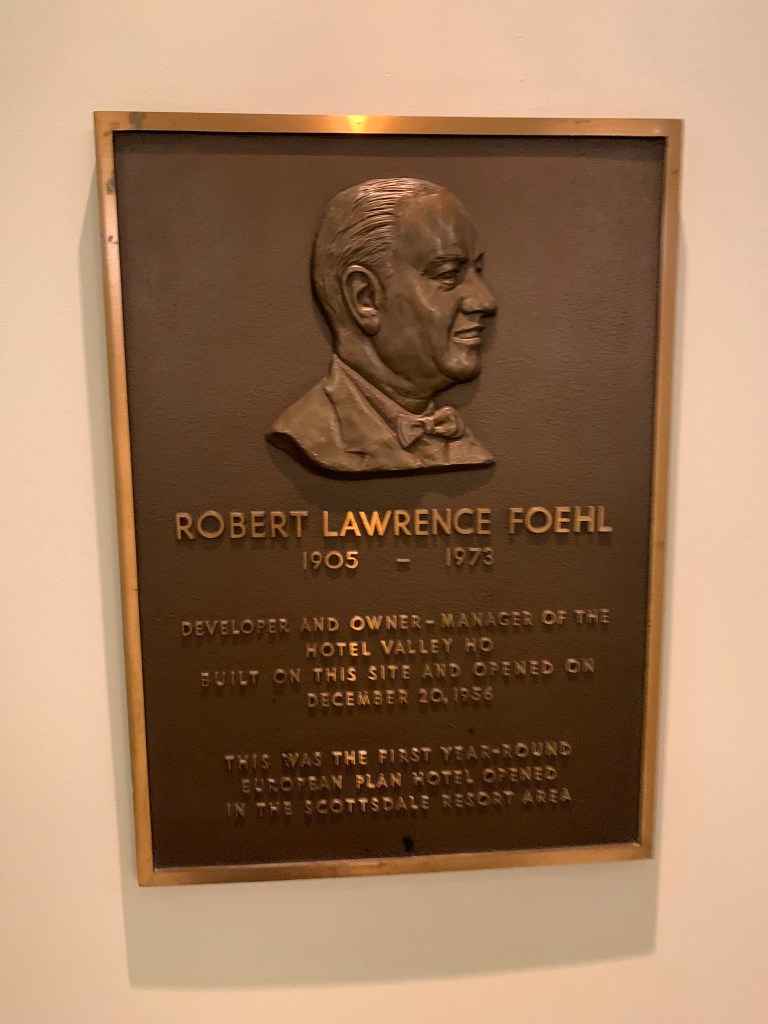 ROBERT LAWRENCE FOEHL
1905 – 1973
DEVELOPER AND OWNER-MANAGER OF THE
HOTEL VALLEY HO
BUILT ON THIS SITE AND OPENED ON
DECEMBER 20, 1956
THIS WAS THE FIRST YEAR-ROUND
EUROPEAN PLAN HOTEL OPENED
IN THE SCOTTSDALE RESORT AREA